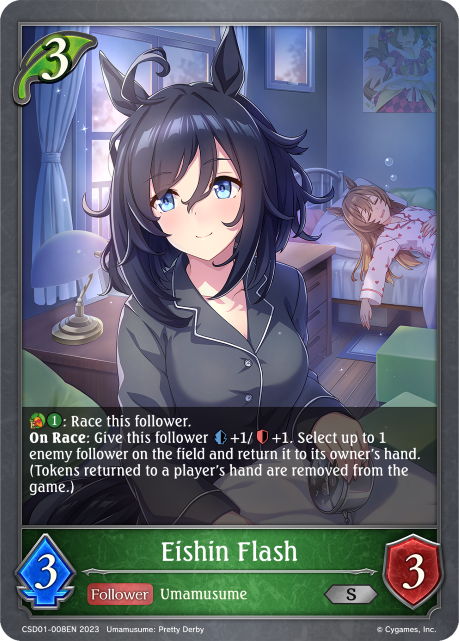 3
1 : Race this follower.
On Race: Give this follower +1/ +1. Select up to 1
enemy follower on the field and return it to its owner's hand.
(Tokens returned to a player's hand are removed from the
game.)
Eishin Flash
3
Follower Umamusume
S
3
CSD01-008EN 2023 Umamusume: Pretty Derby
© Cygames, Inc.